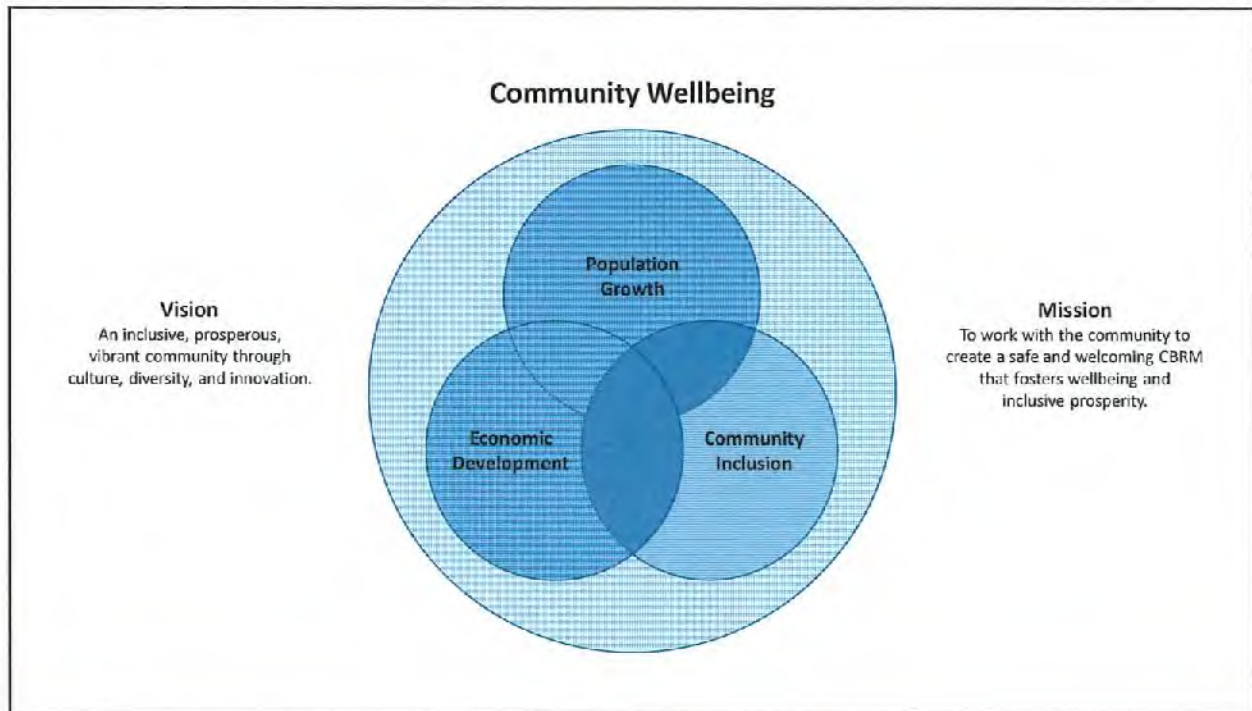 Community Wellbeing
Population
Growth
Vision
An inclusive, prosperous,
vibrant community through
culture, diversity, and innovation.
Mission
To work with the community to
create a safe and welcoming CBRM
that fosters wellbeing and
inclusive prosperity.
Economic
Development
Community
Inclusion